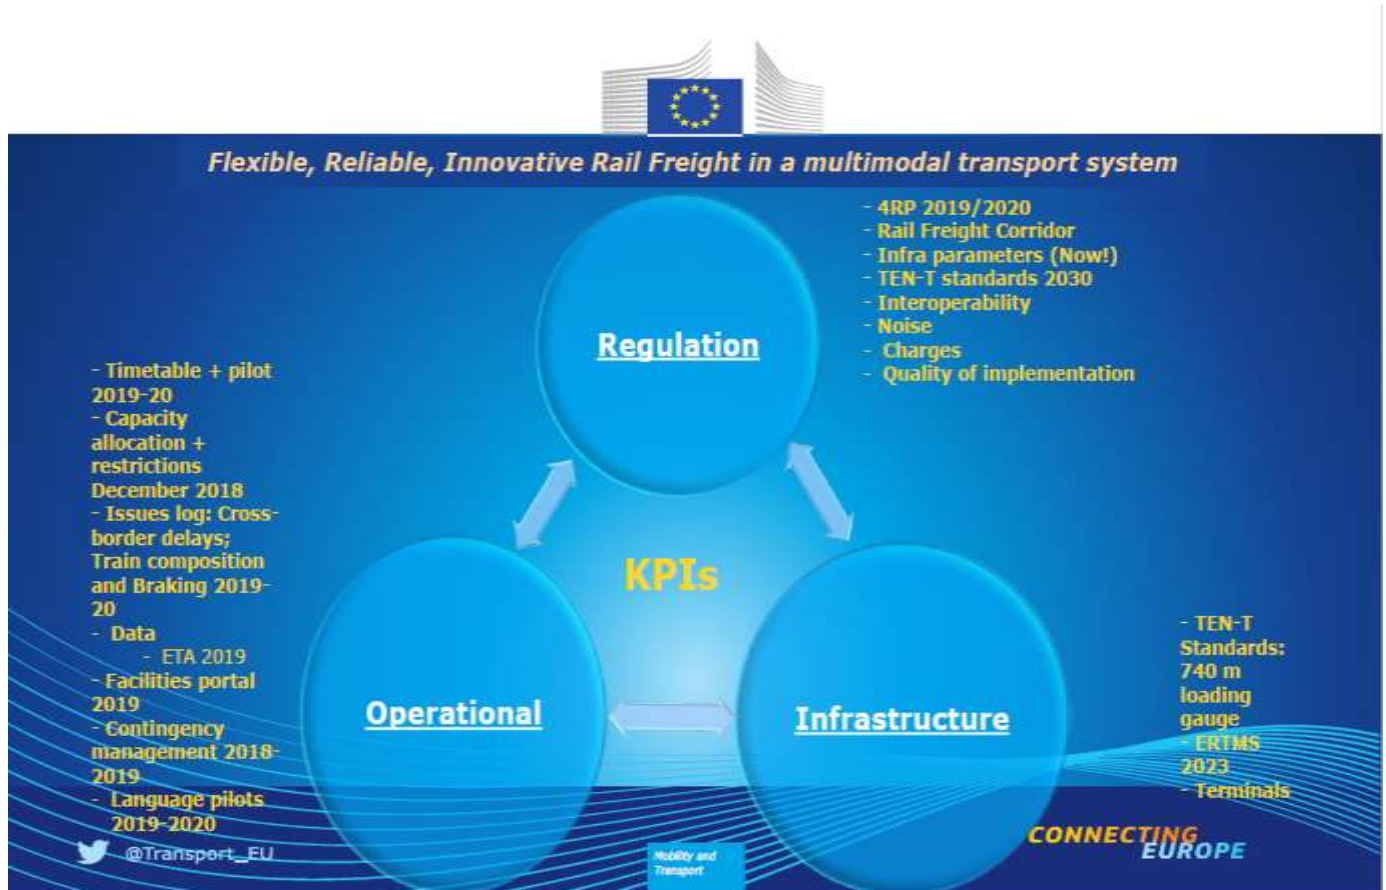 Flexible, Reliable, Innovative Rail Freight in a multimodal transport system
- 4RP 2019/2020
- Rail Freight Corridor
- Infra parameters (Now!)
- TEN-T standards 2030
- Interoperability
- Noise
- Charges
- Quality of implementation
Regulation
- Timetable + pilot
2019-20
- Capacity
allocation +
restrictions
December 2018
- Issues log: Cross-
border delays;
Train composition
and Braking 2019-
20
- Data
- ETA 2019
- Facilities portal
2019
- Contingency
management 2018-
2019
- Language pilots
2019-2020
KPIs
Operational
Infrastructure
- TEN-T
Standards:
740 m
loading
gauge
- ERTMS
2023
- Terminals
@Transport_EU
Mobility and
Transport
CONNECTING
EUROPE